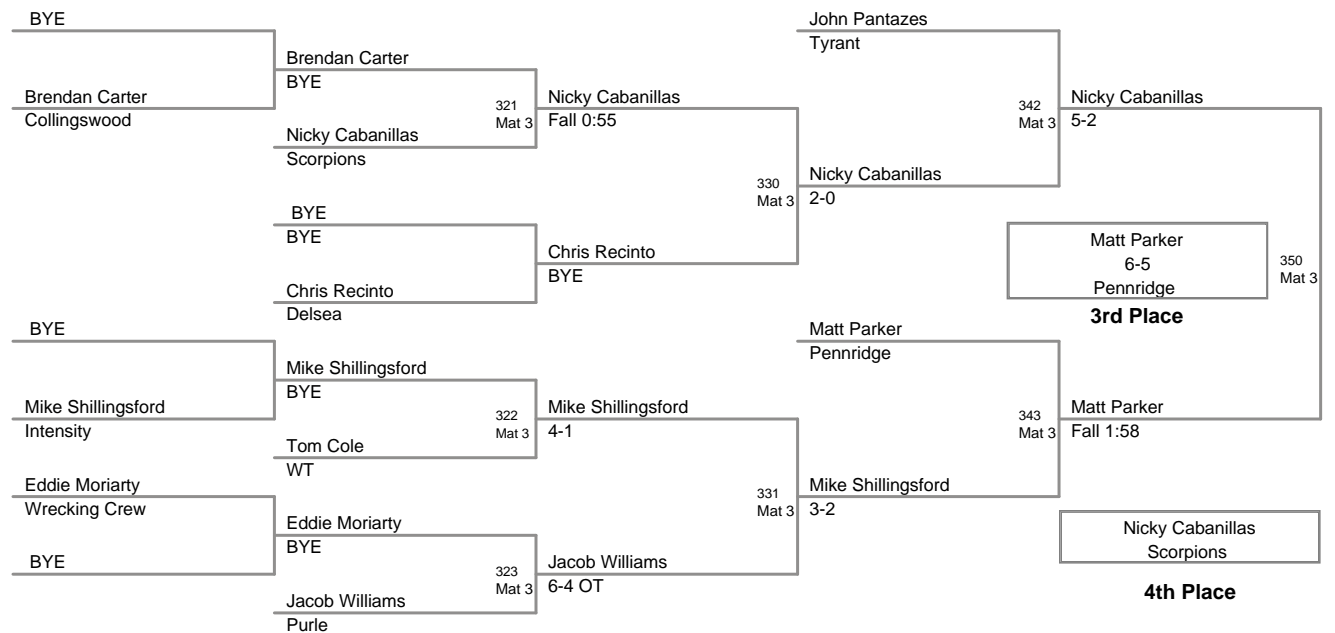 BYE
John Pantazes
Tyrant
Brendan Carter
BYE
Brendan Carter
Collingswood
321
Mat 3
Nicky Cabanillas
Fall 0:55
342
Mat 3
Nicky Cabanillas
5-2
Nicky Cabanillas
Scorpions
330
Mat 3
Nicky Cabanillas
2-0
BYE
BYE
Chris Recinto
BYE
Matt Parker
6-5
Pennridge
3rd Place
350
Mat 3
Chris Recinto
Delsea
BYE
Matt Parker
Pennridge
Mike Shillingsford
BYE
Mike Shillingsford
Intensity
322
Mat 3
Mike Shillingsford
4-1
343
Mat 3
Matt Parker
Fall 1:58
Tom Cole
WT
Eddie Moriarty
Wrecking Crew
331
Mat 3
Mike Shillingsford
3-2
Eddie Moriarty
BYE
Nicky Cabanillas
Scorpions
4th Place
BYE
323
Mat 3
Jacob Williams
6-4 OT
Jacob Williams
Purle